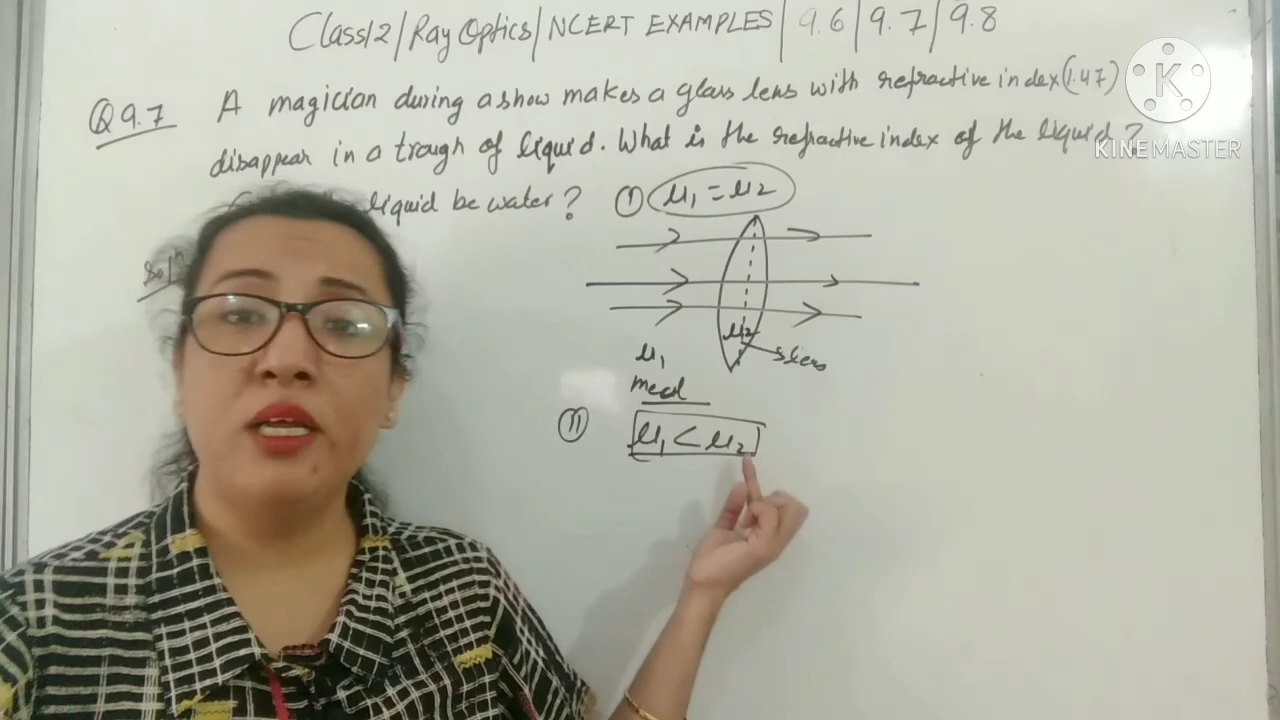 Class12/Ray Optics/NCERT EXAMPLES/9.6/9.7/9.8
K
KINEMASTER
Q 9.7 A magician during a show makes a glass lens with refractive index (1.47)
disappear in a trough of liquid. What is the refractive index of the liquid?
liquid be water?
Soln
I μ1 = μ2
μ2
μ1
med
II μ1 < μ2